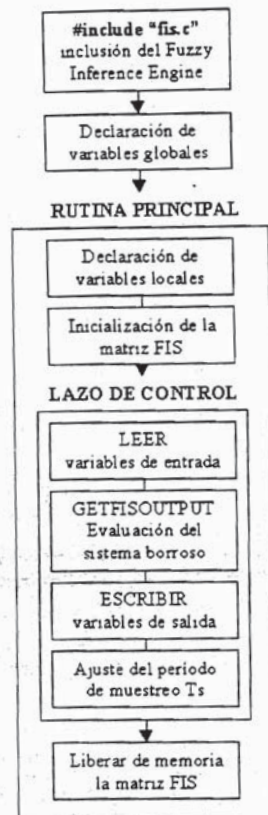 #include “fis.c”
inclusión del Fuzzy
Inference Engine
Declaración de
variables globales
RUTINA PRINCIPAL
Declaración de
variables locales
Inicialización de la
matriz FIS
LAZO DE CONTROL
LEER
variables de entrada
GETFISOUTPUT
Evaluación del
sistema borroso
ESCRIBIR
variables de salida
Ajuste del período
de muestreo Ts
Liberar de memoria
la matriz FIS